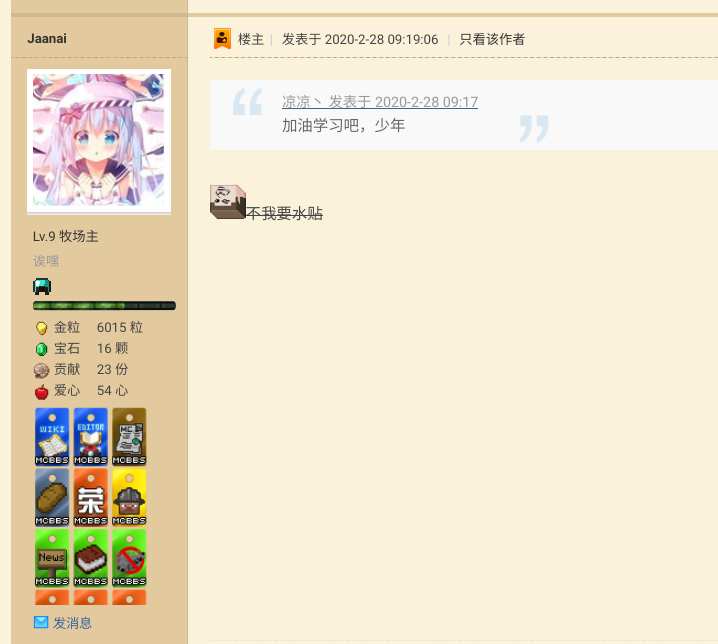 Jaanai
楼主
发表于 2020-2-28 09:19:06
只看该作者
凉凉丶 发表于 2020-2-28 09:17
加油学习吧，少年
不我要水贴
Lv.9 牧场主
诶嘿
金粒 6015 粒
宝石 16 颗
贡献 23 份
爱心 54 心
WIKI
MCBBS
EDITOR
MCBBS
MC
MCBBS
MCBBS
荣
MCBBS
MCBBS
News
MCBBS
MCBBS
MCBBS
发消息